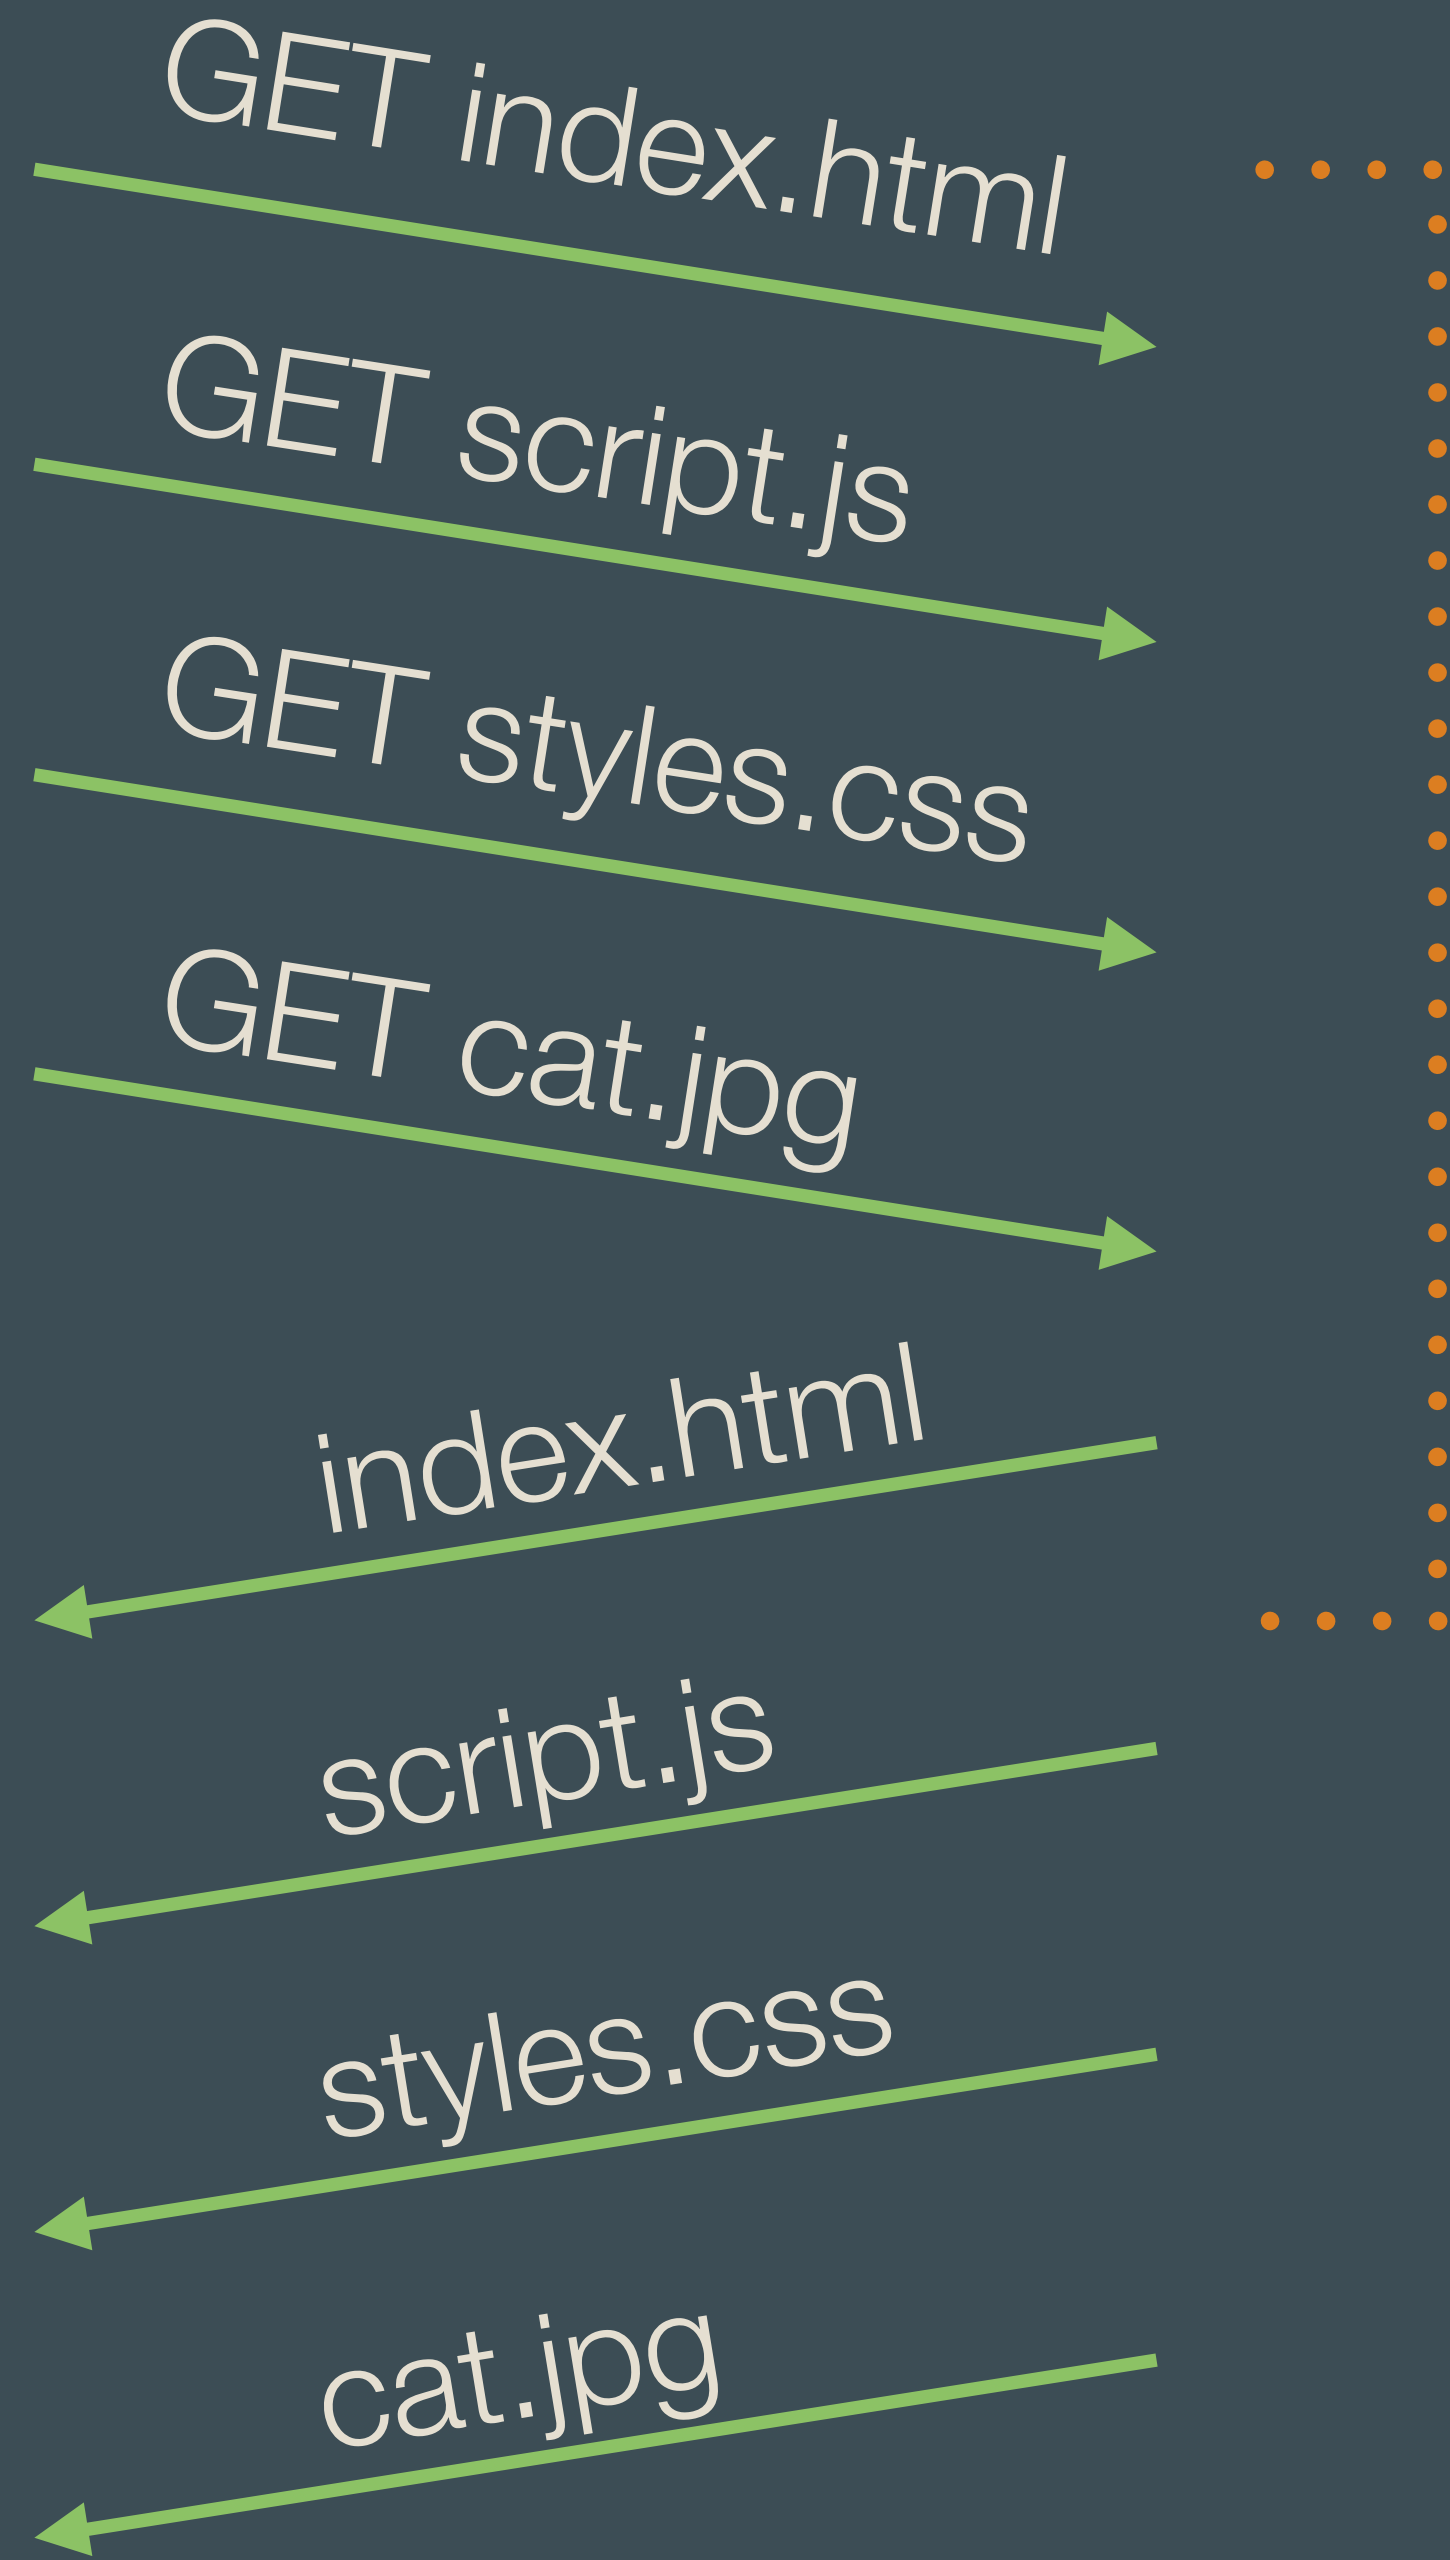 GET index.html
GET script.js
GET styles.css
GET cat.jpg
index.html
script.js
styles.css
cat.jpg